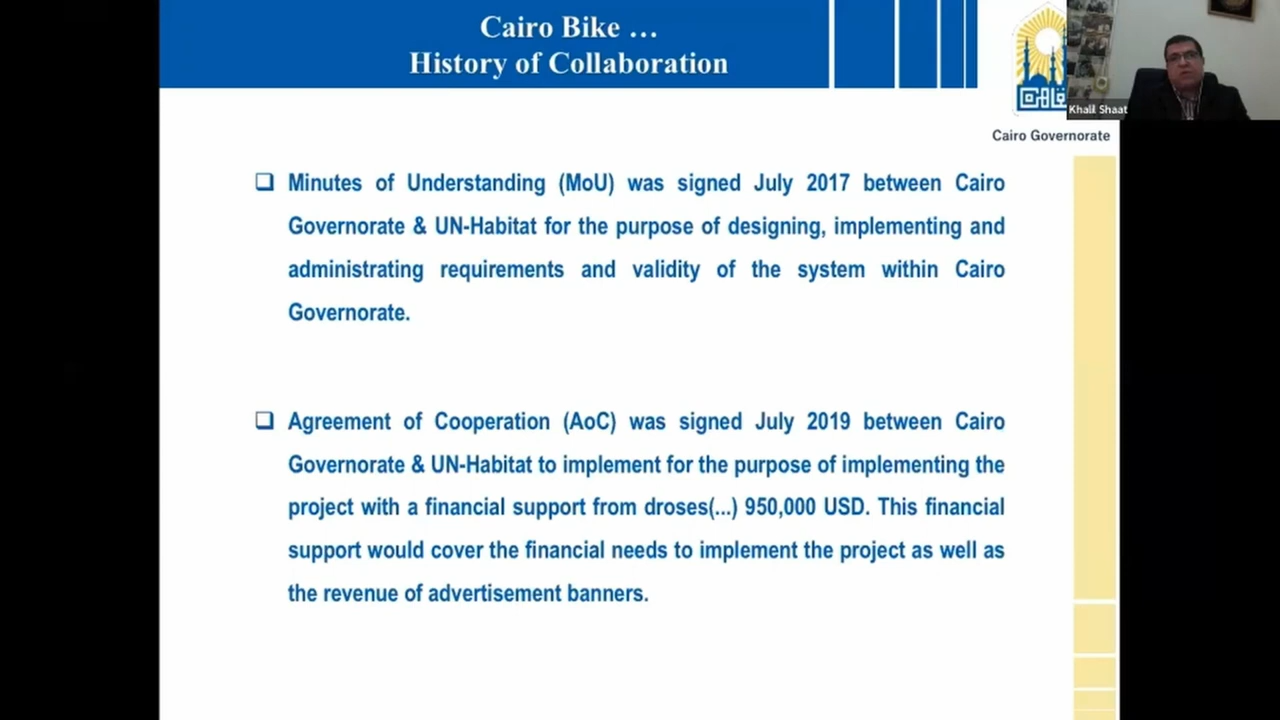 Cairo Bike …
History of Collaboration
Khalil Shaat
Cairo Governorate
❑ Minutes of Understanding (MoU) was signed July 2017 between Cairo
Governorate & UN-Habitat for the purpose of designing, implementing and
administrating requirements and validity of the system within Cairo
Governorate.
❑ Agreement of Cooperation (AoC) was signed July 2019 between Cairo
Governorate & UN-Habitat to implement for the purpose of implementing the
project with a financial support from droses(...) 950,000 USD. This financial
support would cover the financial needs to implement the project as well as
the revenue of advertisement banners.